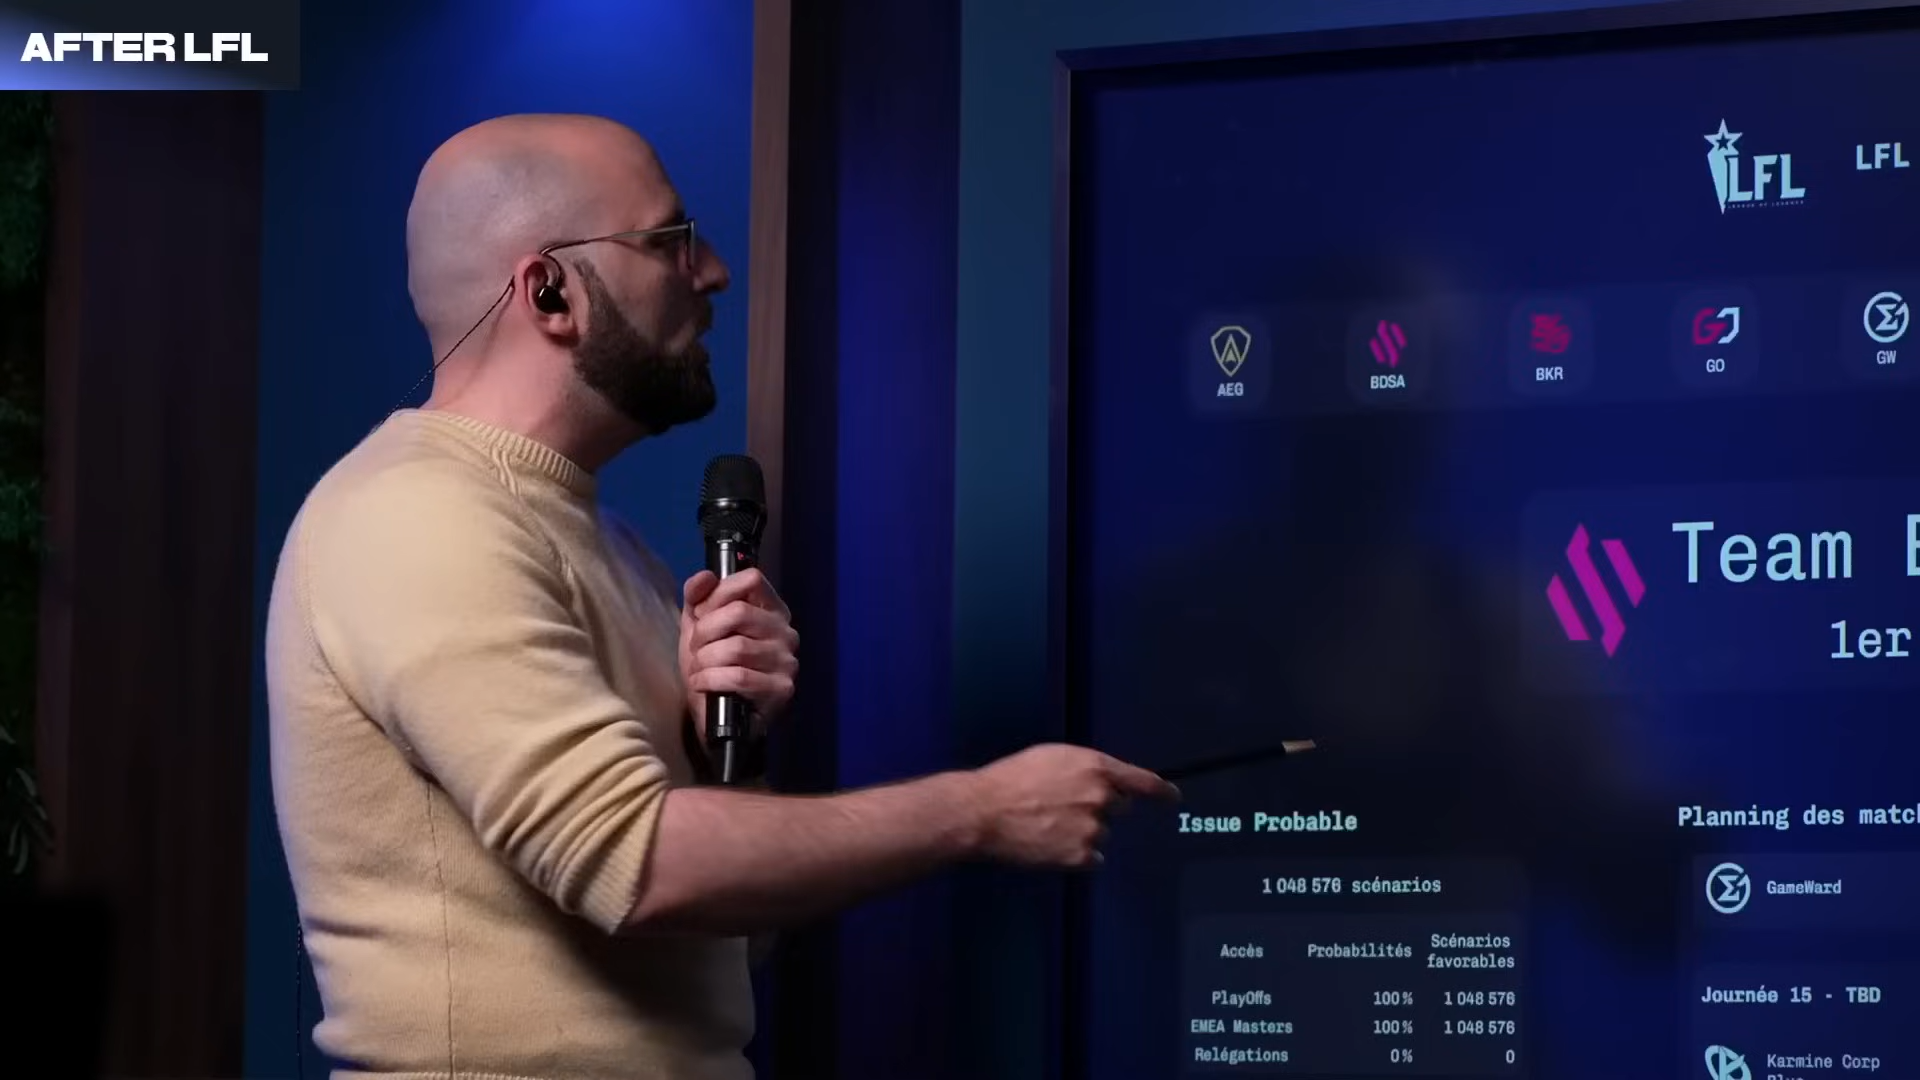 AFTER LFL
LFL
LFL
AEG
BDSA
BKR
GO
GW
Team
1er
Issue Probable
1 048 576 scénarios
Accès Probabilités Scénarios favorables
PlayOffs 100% 1 048 576
EMEA Masters 100% 1 048 576
Relégations 0% 0
Planning des match
GameWard
Journée 15 - TBD
Karmine Corp